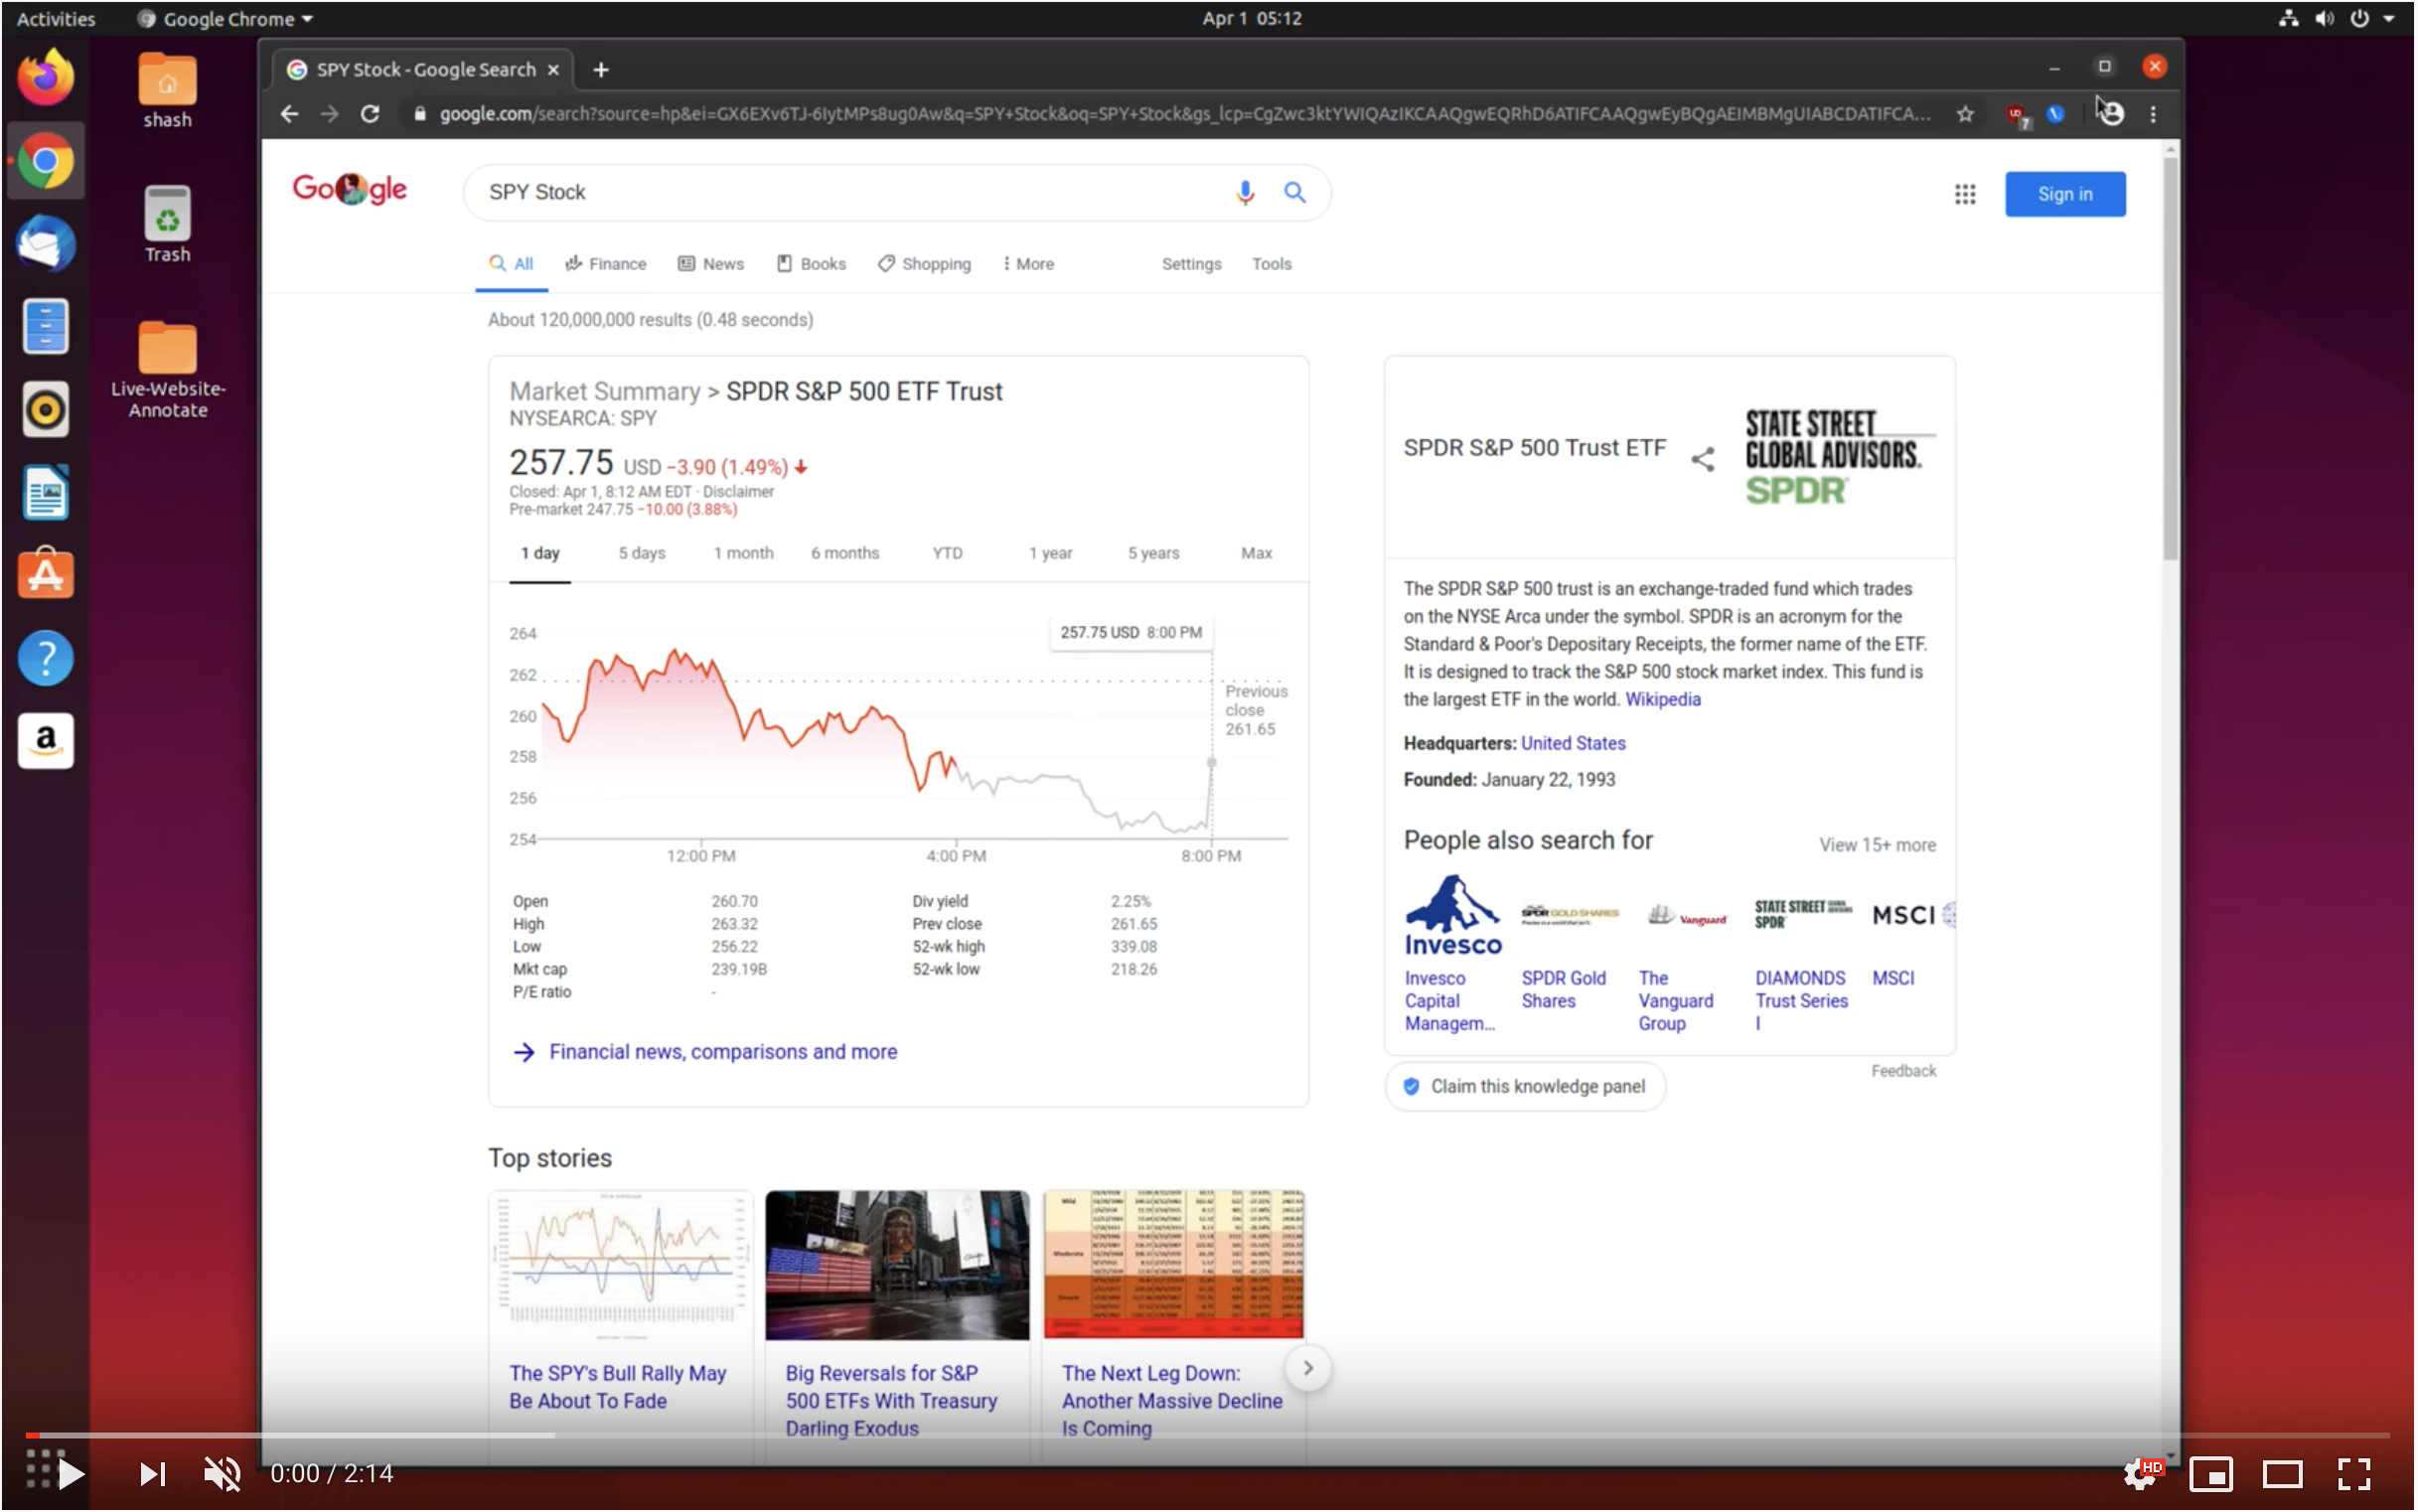 Activities
Google Chrome
Apr 1 05:12
shash
Trash
Live-Website-
Annotate
SPY Stock - Google Search
google.com/search?source=hp&ei=GX6EXv6TJ-6IytMPs8ug0Aw&q=SPY+Stock&oq=SPY+Stock&gs_lcp=CgZwc3ktYWIQAzIKCAAQgwEQRhD6ATIFCAAQgwEyBQgAEIMBMgUIABCDATIFCA...
7
Google
SPY Stock
Sign in
All
Finance
News
Books
Shopping
More
Settings
Tools
About 120,000,000 results (0.48 seconds)
Market Summary > SPDR S&P 500 ETF Trust
NYSEARCA: SPY
257.75 USD −3.90 (1.49%)
Closed: Apr 1, 8:12 AM EDT · Disclaimer
Pre-market 247.75 −10.00 (3.88%)
1 day 5 days 1 month 6 months YTD 1 year 5 years Max
257.75 USD 8:00 PM
264
262
260
258
256
254
Previous
close
261.65
12:00 PM 4:00 PM 8:00 PM
Open 260.70 Div yield 2.25%
High 263.32 Prev close 261.65
Low 256.22 52-wk high 339.08
Mkt cap 239.19B 52-wk low 218.26
P/E ratio -
Financial news, comparisons and more
SPDR S&P 500 Trust ETF
STATE STREET
GLOBAL ADVISORS.
SPDR
The SPDR S&P 500 trust is an exchange-traded fund which trades
on the NYSE Arca under the symbol. SPDR is an acronym for the
Standard & Poor's Depositary Receipts, the former name of the ETF.
It is designed to track the S&P 500 stock market index. This fund is
the largest ETF in the world. Wikipedia
Headquarters: United States
Founded: January 22, 1993
People also search for
View 15+ more
Invesco
SPDR GOLD SHARES
Vanguard
STATE STREET GLOBAL ADVISORS
SPDR
MSCI
Invesco
Capital
Managem...
SPDR Gold
Shares
The
Vanguard
Group
DIAMONDS
Trust Series
I
MSCI
Feedback
Claim this knowledge panel
Top stories
Mild
Moderate
Severe
The SPY's Bull Rally May
Be About To Fade
Big Reversals for S&P
500 ETFs With Treasury
Darling Exodus
The Next Leg Down:
Another Massive Decline
Is Coming
0:00 / 2:14
HD